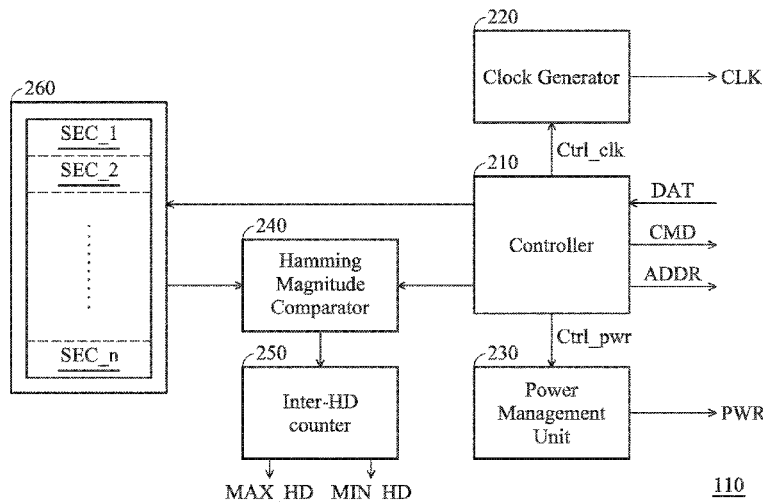 220
Clock Generator
CLK
260
SEC_1
SEC_2
SEC_n
Ctrl_clk
210
Controller
DAT
CMD
ADDR
240
Hamming
Magnitude
Comparator
Ctrl_pwr
250
Inter-HD
counter
230
Power
Management
Unit
PWR
MAX_HD
MIN_HD
110